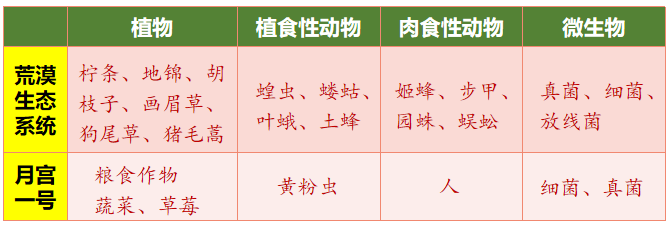 植物 植食性动物 肉食性动物 微生物
荒漠
生态
系统
柠条、地锦、胡
枝子、画眉草、
狗尾草、猪毛蒿
蝗虫、蝼蛄、
叶蛾、土蜂
姬蜂、步甲、
园蛛、蜈蚣
真菌、细菌、
放线菌
月宫
一号
粮食作物
蔬菜、草莓
黄粉虫
人
细菌、真菌